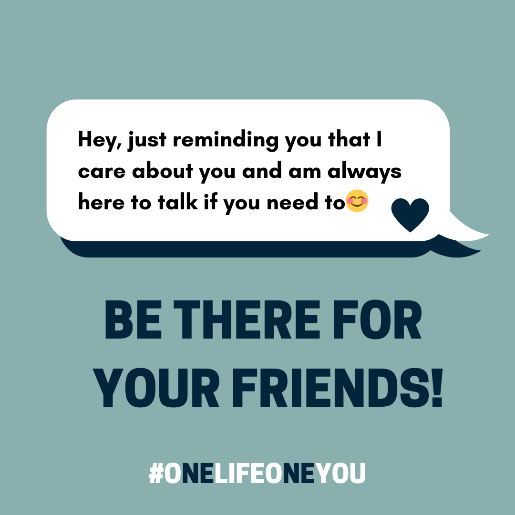 Hey, just reminding you that I
care about you and am always
here to talk if you need to😊
BE THERE FOR
YOUR FRIENDS!
#ONELIFEONEYOU